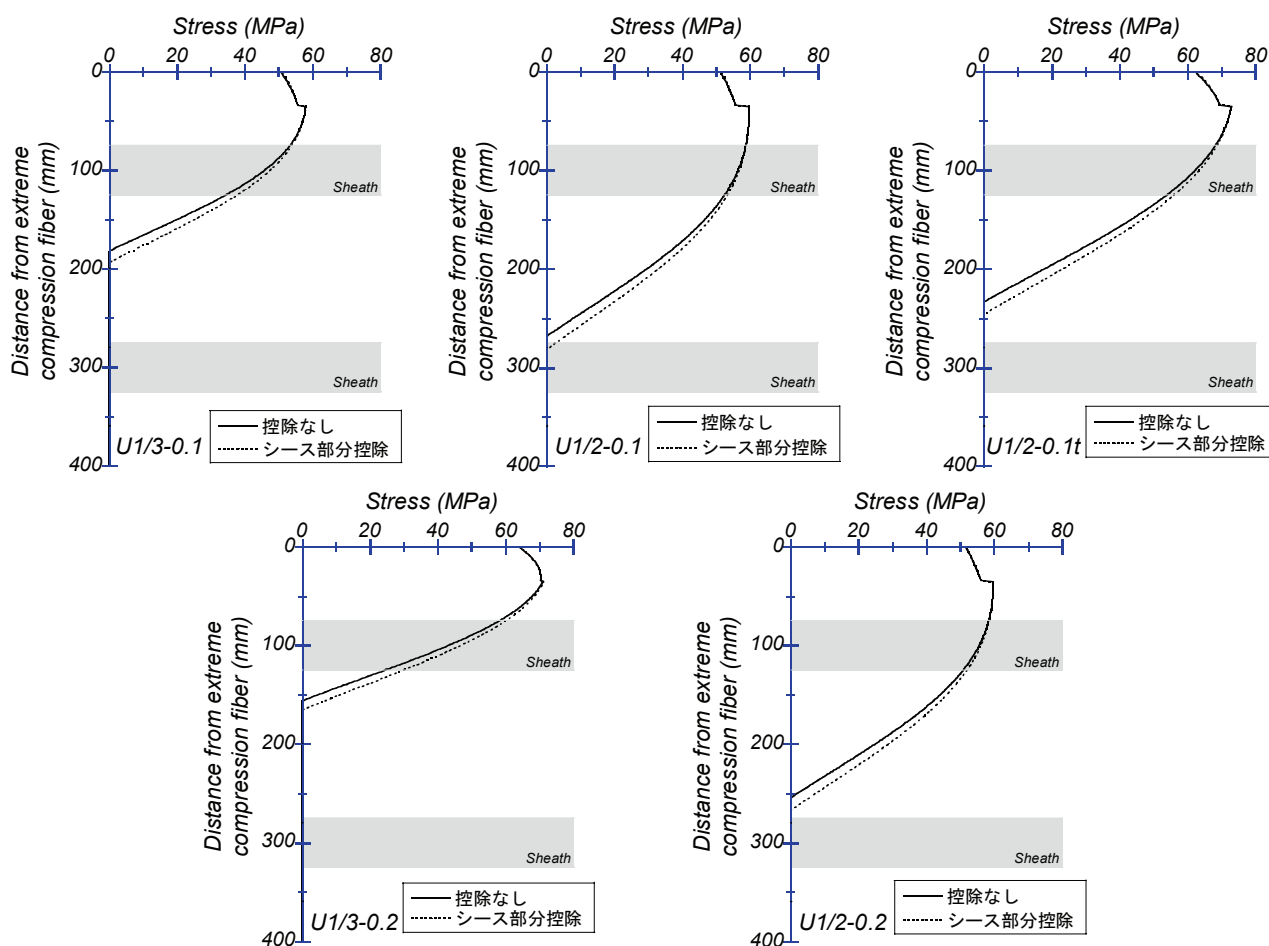 Stress (MPa)
0 20 40 60 80
0
100
200
300
400
Distance from extreme
compression fiber (mm)
Sheath
Sheath
控除なし
シース部分控除
U1/3-0.1
Stress (MPa)
0 20 40 60 80
0
100
200
300
400
Distance from extreme
compression fiber (mm)
Sheath
Sheath
控除なし
シース部分控除
U1/2-0.1
Stress (MPa)
0 20 40 60 80
0
100
200
300
400
Distance from extreme
compression fiber (mm)
Sheath
Sheath
控除なし
シース部分控除
U1/2-0.1t
Stress (MPa)
0 20 40 60 80
0
100
200
300
400
Distance from extreme
compression fiber (mm)
Sheath
Sheath
控除なし
シース部分控除
U1/3-0.2
Stress (MPa)
0 20 40 60 80
0
100
200
300
400
Distance from extreme
compression fiber (mm)
Sheath
Sheath
控除なし
シース部分控除
U1/2-0.2